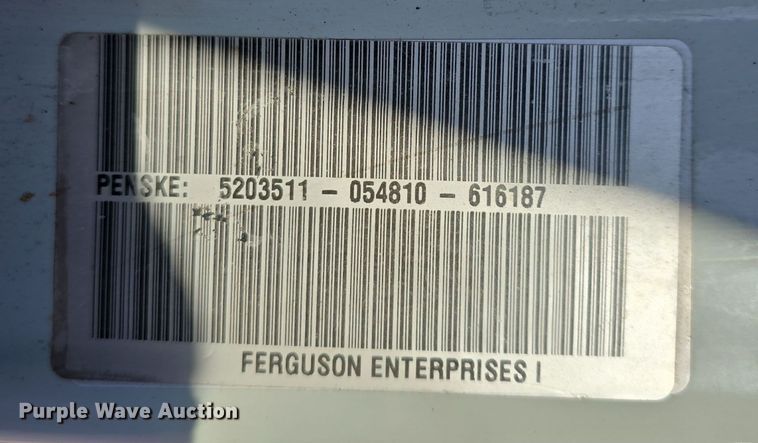 PENSKE: 5203511 - 054810 - 616187
FERGUSON ENTERPRISES I
Purple Wave Auction